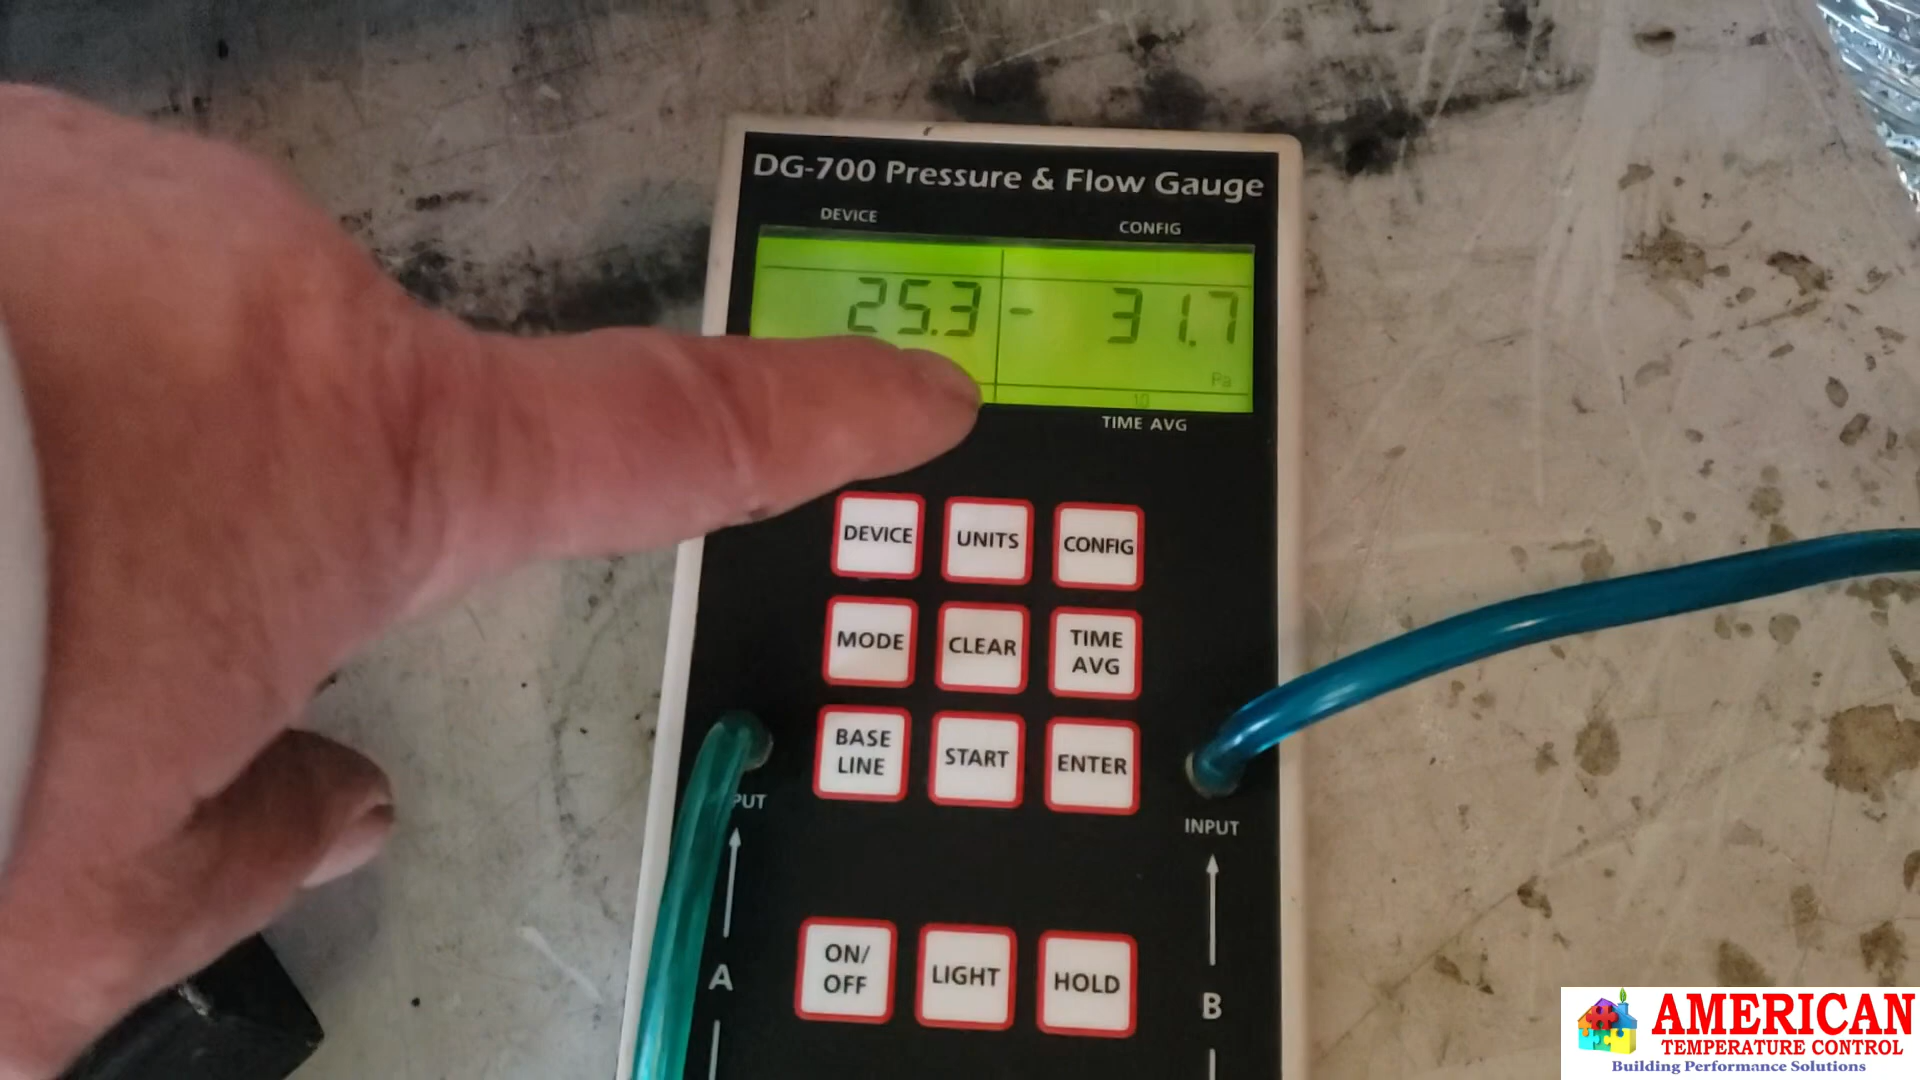 DG-700 Pressure & Flow Gauge
DEVICE CONFIG
25.3 - 31.7
Pa
10
TIME AVG
DEVICE UNITS CONFIG
MODE CLEAR TIME AVG
BASE LINE START ENTER
PUT INPUT
ON/OFF LIGHT HOLD
A B
AMERICAN
TEMPERATURE CONTROL
Building Performance Solutions